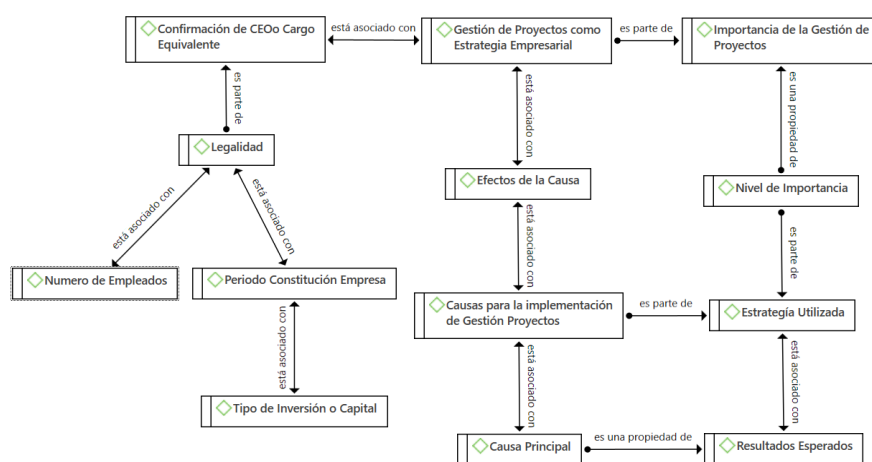 Confirmación de CEOo Cargo
Equivalente
está asociado con
Gestión de Proyectos como
Estrategia Empresarial
es parte de
Importancia de la Gestión de
Proyectos
es parte de
está asociado con
es una propiedad de
Legalidad
está asociado con
está asociado con
Efectos de la Causa
Nivel de Importancia
está asociado con
es parte de
Numero de Empleados
Periodo Constitución Empresa
Causas para la implementación
de Gestión Proyectos
es parte de
Estrategía Utilizada
está asociado con
está asociado con
está asociado con
Tipo de Inversión o Capital
Causa Principal
es una propiedad de
Resultados Esperados